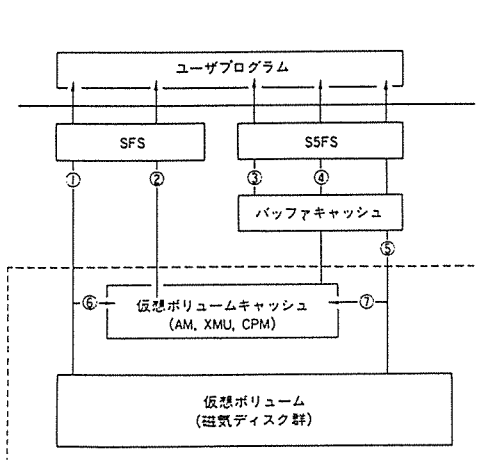 ユーザプログラム
SFS
S5FS
①
②
③
④
バッファキャッシュ
⑤
⑥
仮想ボリュームキャッシュ
⑦
(AM, XMU, CPM)
仮想ボリューム
(磁気ディスク群)